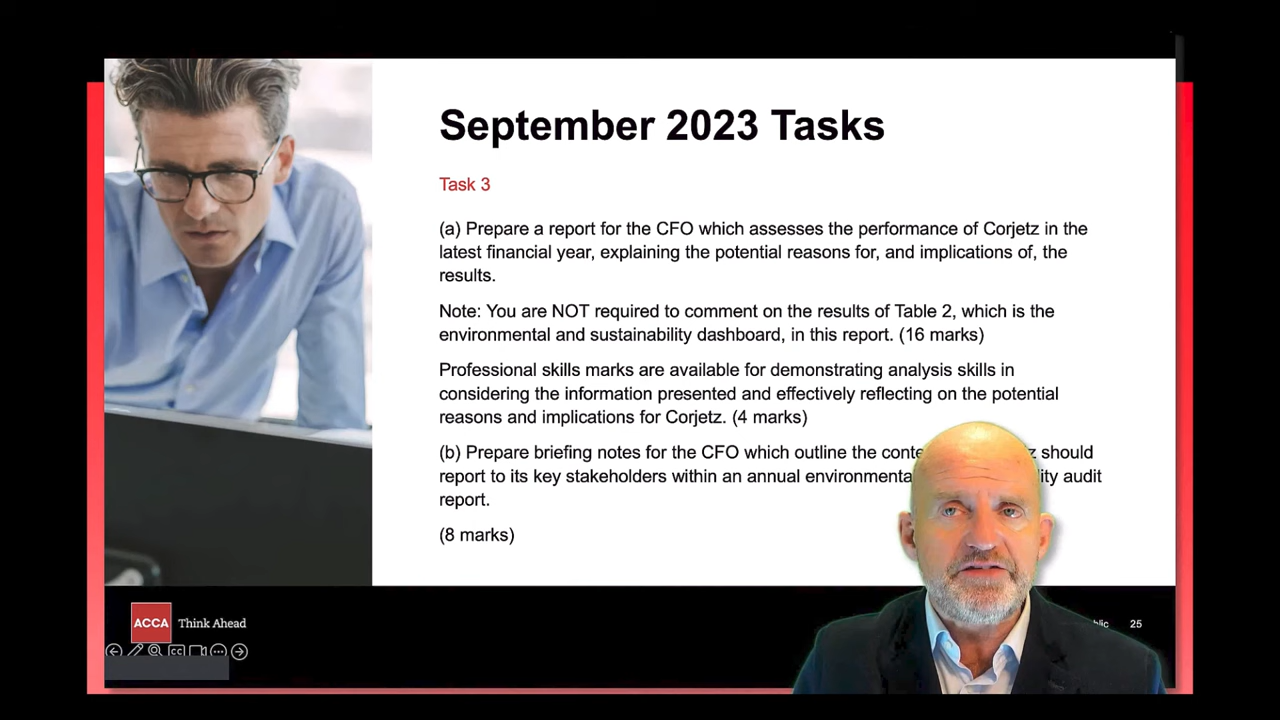 September 2023 Tasks
Task 3
(a) Prepare a report for the CFO which assesses the performance of Corjetz in the
latest financial year, explaining the potential reasons for, and implications of, the
results.
Note: You are NOT required to comment on the results of Table 2, which is the
environmental and sustainability dashboard, in this report. (16 marks)
Professional skills marks are available for demonstrating analysis skills in
considering the information presented and effectively reflecting on the potential
reasons and implications for Corjetz. (4 marks)
(b) Prepare briefing notes for the CFO which outline the should
report to its key stakeholders within an annual audit
report.
(8 marks)
ACCA Think Ahead
25
CC